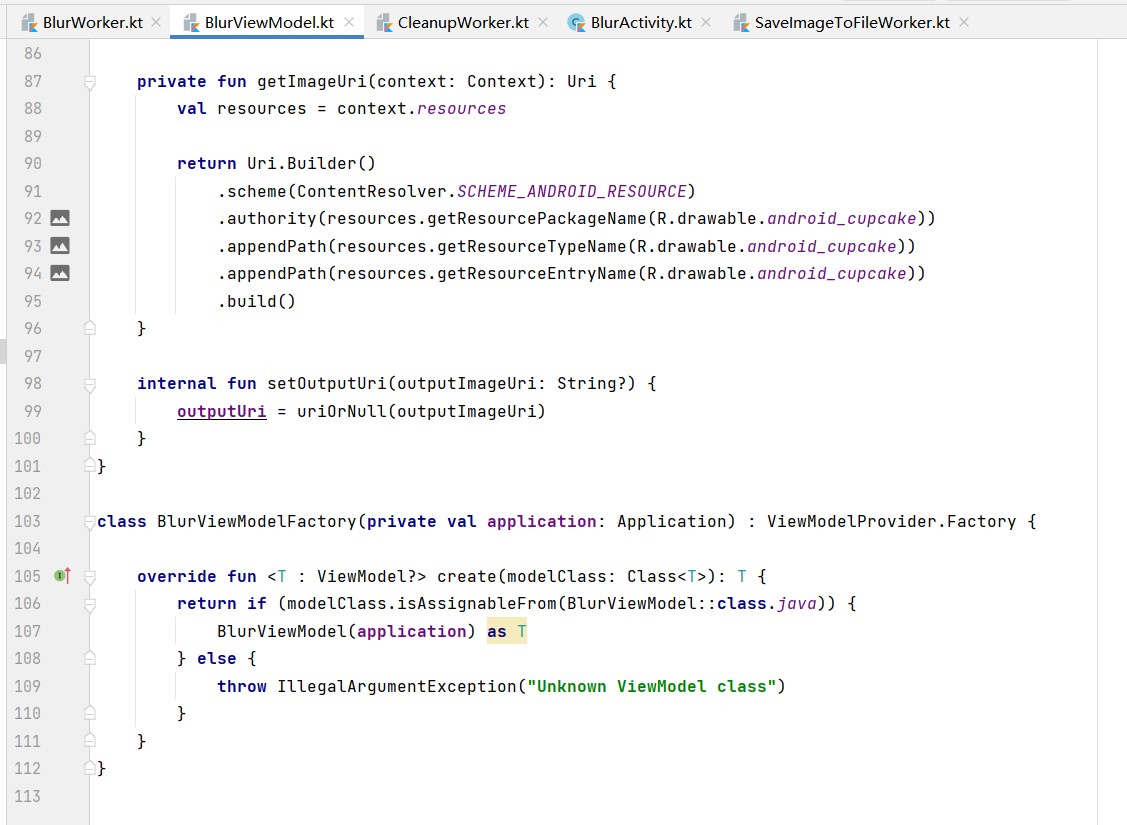 BlurWorker.kt BlurViewModel.kt CleanupWorker.kt BlurActivity.kt SaveImageToFileWorker.kt
86
87 private fun getImageUri(context: Context): Uri {
88 val resources = context.resources
89
90 return Uri.Builder()
91 .scheme(ContentResolver.SCHEME_ANDROID_RESOURCE)
92 .authority(resources.getResourcePackageName(R.drawable.android_cupcake))
93 .appendPath(resources.getResourceTypeName(R.drawable.android_cupcake))
94 .appendPath(resources.getResourceEntryName(R.drawable.android_cupcake))
95 .build()
96 }
97
98 internal fun setOutputUri(outputImageUri: String?) {
99 outputUri = uriOrNull(outputImageUri)
100 }
101 }
102
103 class BlurViewModelFactory(private val application: Application) : ViewModelProvider.Factory {
104
105 override fun <T : ViewModel?> create(modelClass: Class<T>): T {
106 return if (modelClass.isAssignableFrom(BlurViewModel::class.java)) {
107 BlurViewModel(application) as T
108 } else {
109 throw IllegalArgumentException("Unknown ViewModel class")
110 }
111 }
112 }
113